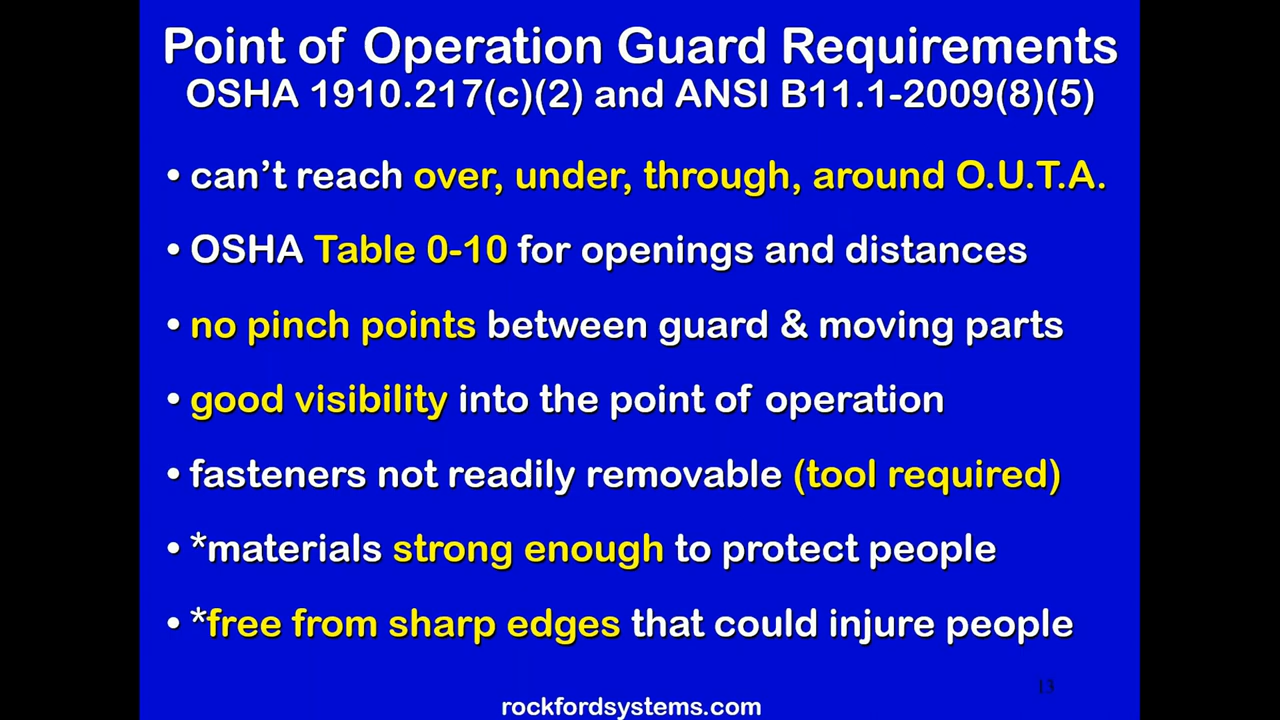 Point of Operation Guard Requirements
OSHA 1910.217(c)(2) and ANSI B11.1-2009(8)(5)
• can't reach over, under, through, around O.U.T.A.
• OSHA Table 0-10 for openings and distances
• no pinch points between guard & moving parts
• good visibility into the point of operation
• fasteners not readily removable (tool required)
• *materials strong enough to protect people
• *free from sharp edges that could injure people
13
rockfordsystems.com